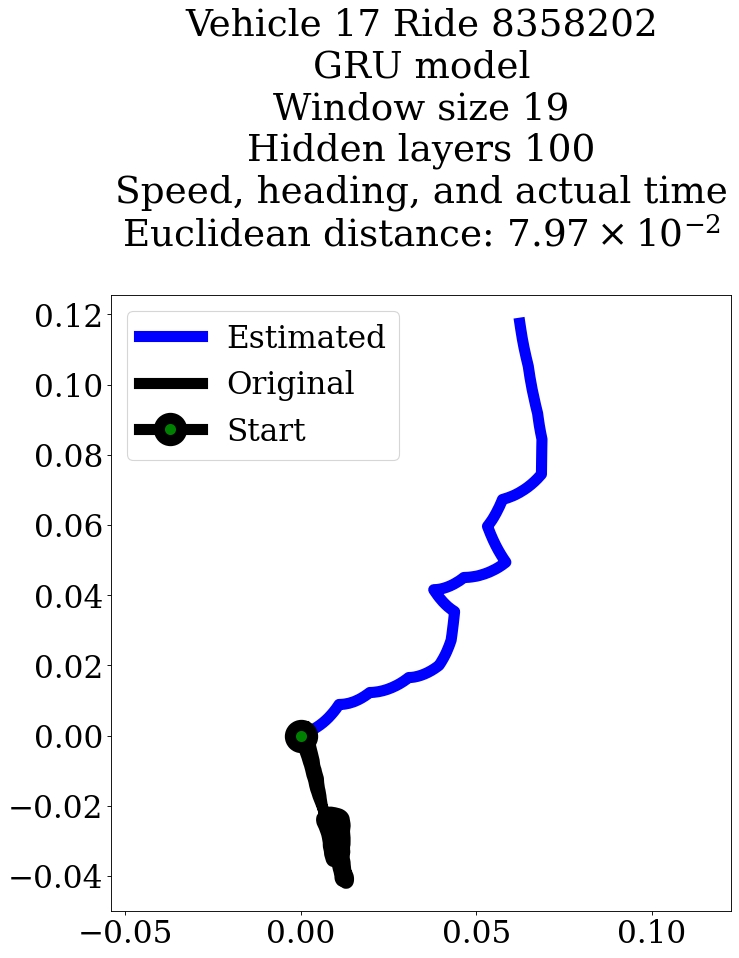 Vehicle 17 Ride 8358202
GRU model
Window size 19
Hidden layers 100
Speed, heading, and actual time
Euclidean distance: 7.97 × 10⁻²
Estimated
Original
Start
0.12
0.10
0.08
0.06
0.04
0.02
0.00
−0.02
−0.04
−0.05 0.00 0.05 0.10